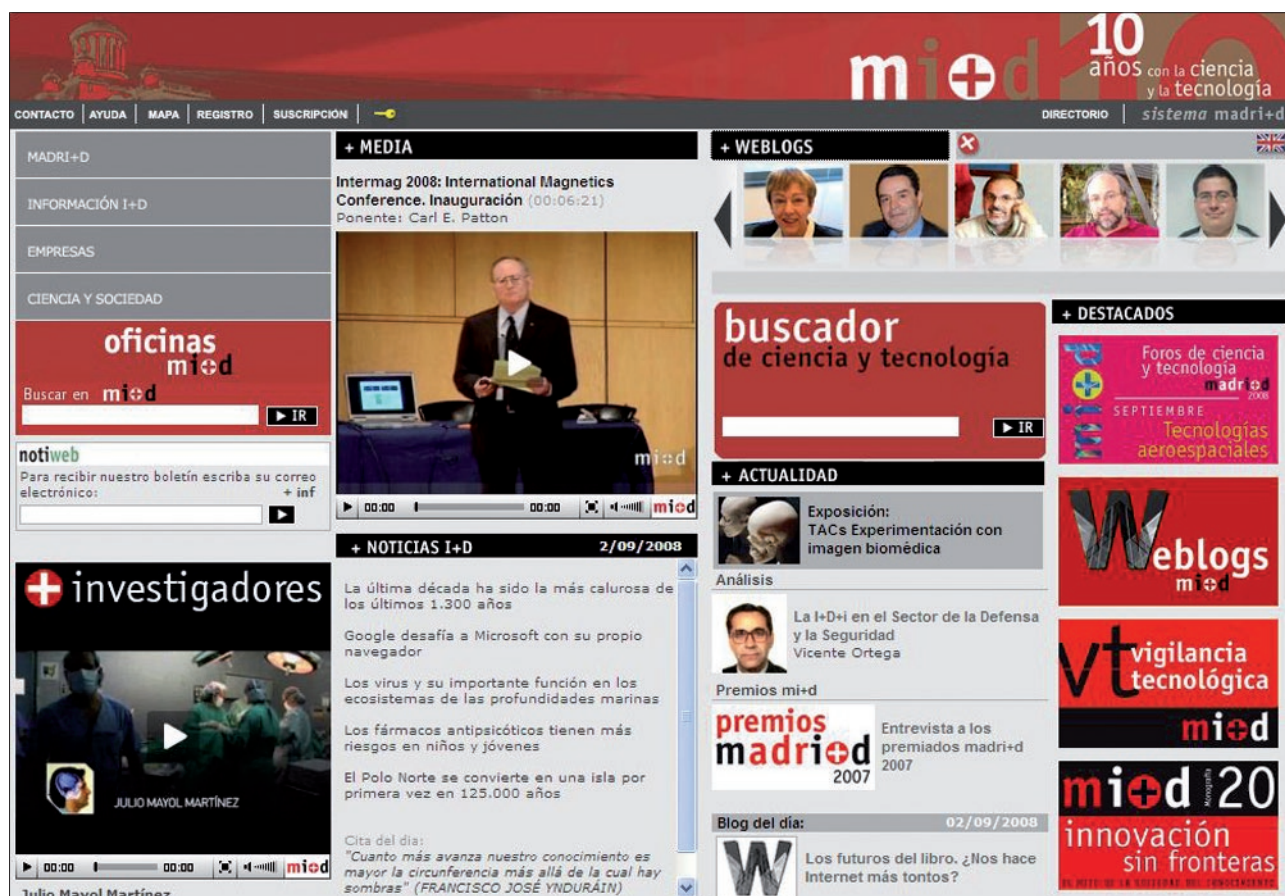 mi+d
10
años con la ciencia
y la tecnología
CONTACTO
AYUDA
MAPA
REGISTRO
SUSCRIPCIÓN
DIRECTORIO
sistema madri+d
MADRI+D
INFORMACIÓN I+D
EMPRESAS
CIENCIA Y SOCIEDAD
oficinas
mi+d
Buscar en mi+d
IR
notiweb
Para recibir nuestro boletín escriba su correo
electrónico: + inf
+ investigadores
JULIO MAYOL MARTÍNEZ
00:00 00:00 mi+d
Julio Mayol Martínez
+ MEDIA
Intermag 2008: International Magnetics
Conference. Inauguración (00:06:21)
Ponente: Carl E. Patton
mi+d
00:00 00:00 mi+d
+ NOTICIAS I+D 2/09/2008
La última década ha sido la más calurosa de
los últimos 1.300 años
Google desafía a Microsoft con su propio
navegador
Los virus y su importante función en los
ecosistemas de las profundidades marinas
Los fármacos antipsicóticos tienen más
riesgos en niños y jóvenes
El Polo Norte se convierte en una isla por
primera vez en 125.000 años
Cita del dia:
"Cuanto más avanza nuestro conocimiento es
mayor la circunferencia más allá de la cual hay
sombras" (FRANCISCO JOSÉ YNDURÁIN)
+ WEBLOGS
buscador
de ciencia y tecnología
IR
+ ACTUALIDAD
Exposición:
TACs Experimentación con
imagen biomédica
Análisis
La I+D+i en el Sector de la Defensa
y la Seguridad
Vicente Ortega
Premios mi+d
premios
madri+d
2007
Entrevista a los
premiados madri+d
2007
Blog del día: 02/09/2008
W
Los futuros del libro. ¿Nos hace
Internet más tontos?
+ DESTACADOS
Foros de ciencia
y tecnología
madri+d
2008
SEPTIEMBRE
Tecnologías
aeroespaciales
Weblogs
mi+d
vt vigilancia
tecnológica
mi+d
mi+d Monografía 20
innovación
sin fronteras